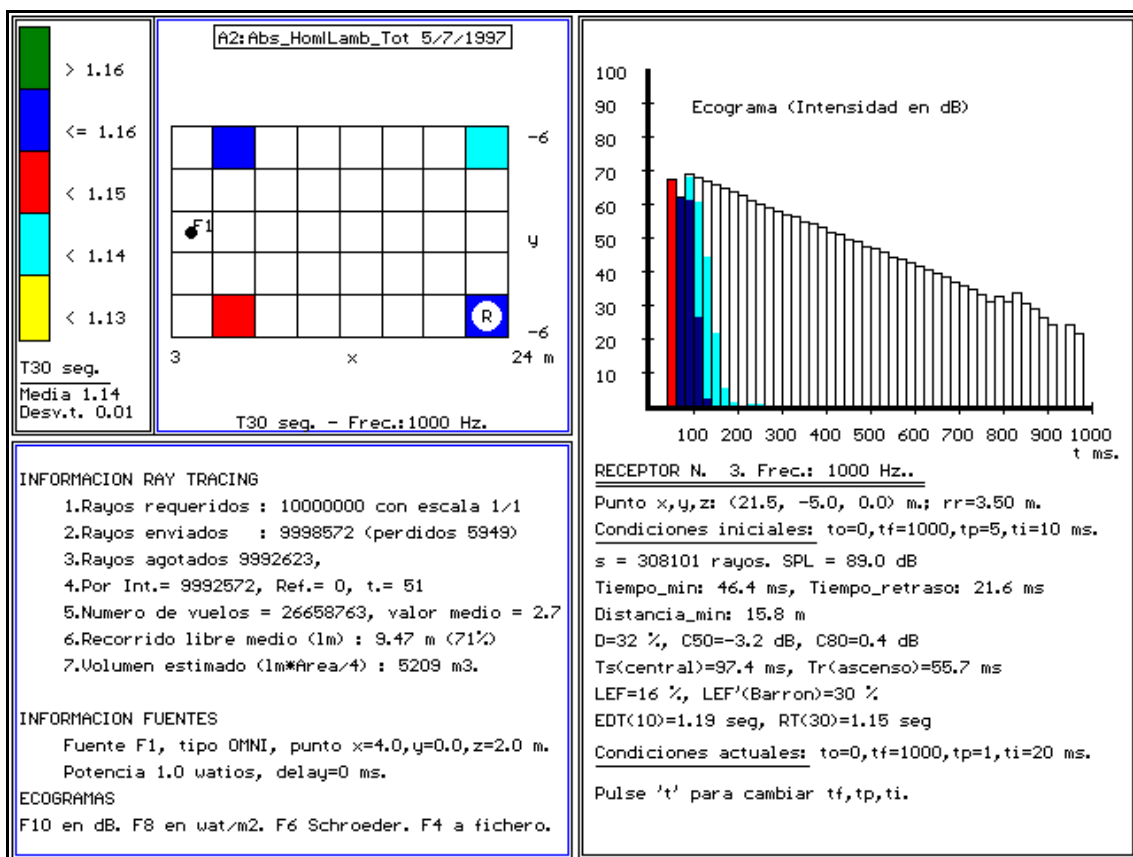 A2:Abs_HomlLamb_Tot 5/7/1997
> 1.16
<= 1.16
< 1.15
< 1.14
< 1.13
T30 seg.
Media 1.14
Desv.t. 0.01
F1
R
-6
y
-6
3
x
24 m
T30 seg. - Frec.:1000 Hz.
INFORMACION RAY TRACING
1.Rayos requeridos : 10000000 con escala 1/1
2.Rayos enviados : 9998572 (perdidos 5949)
3.Rayos agotados 9992623,
4.Por Int.= 9992572, Ref.= 0, t.= 51
5.Numero de vuelos = 26658763, valor medio = 2.7
6.Recorrido libre medio (lm) : 9.47 m (71%)
7.Volumen estimado (lm*Area/4) : 5209 m3.
INFORMACION FUENTES
Fuente F1, tipo OMNI, punto x=4.0,y=0.0,z=2.0 m.
Potencia 1.0 watios, delay=0 ms.
ECOGRAMAS
F10 en dB. F8 en wat/m2. F6 Schroeder. F4 a fichero.
Ecograma (Intensidad en dB)
100
90
80
70
60
50
40
30
20
10
100 200 300 400 500 600 700 800 900 1000
t ms.
RECEPTOR N. 3. Frec.: 1000 Hz..
Punto x,y,z: (21.5, -5.0, 0.0) m.; rr=3.50 m.
Condiciones iniciales: to=0,tf=1000,tp=5,ti=10 ms.
s = 308101 rayos. SPL = 89.0 dB
Tiempo_min: 46.4 ms, Tiempo_retraso: 21.6 ms
Distancia_min: 15.8 m
D=32 %, C50=-3.2 dB, C80=0.4 dB
Ts(central)=97.4 ms, Tr(ascenso)=55.7 ms
LEF=16 %, LEF'(Barron)=30 %
EDT(10)=1.19 seg, RT(30)=1.15 seg
Condiciones actuales: to=0,tf=1000,tp=1,ti=20 ms.
Pulse 't' para cambiar tf,tp,ti.